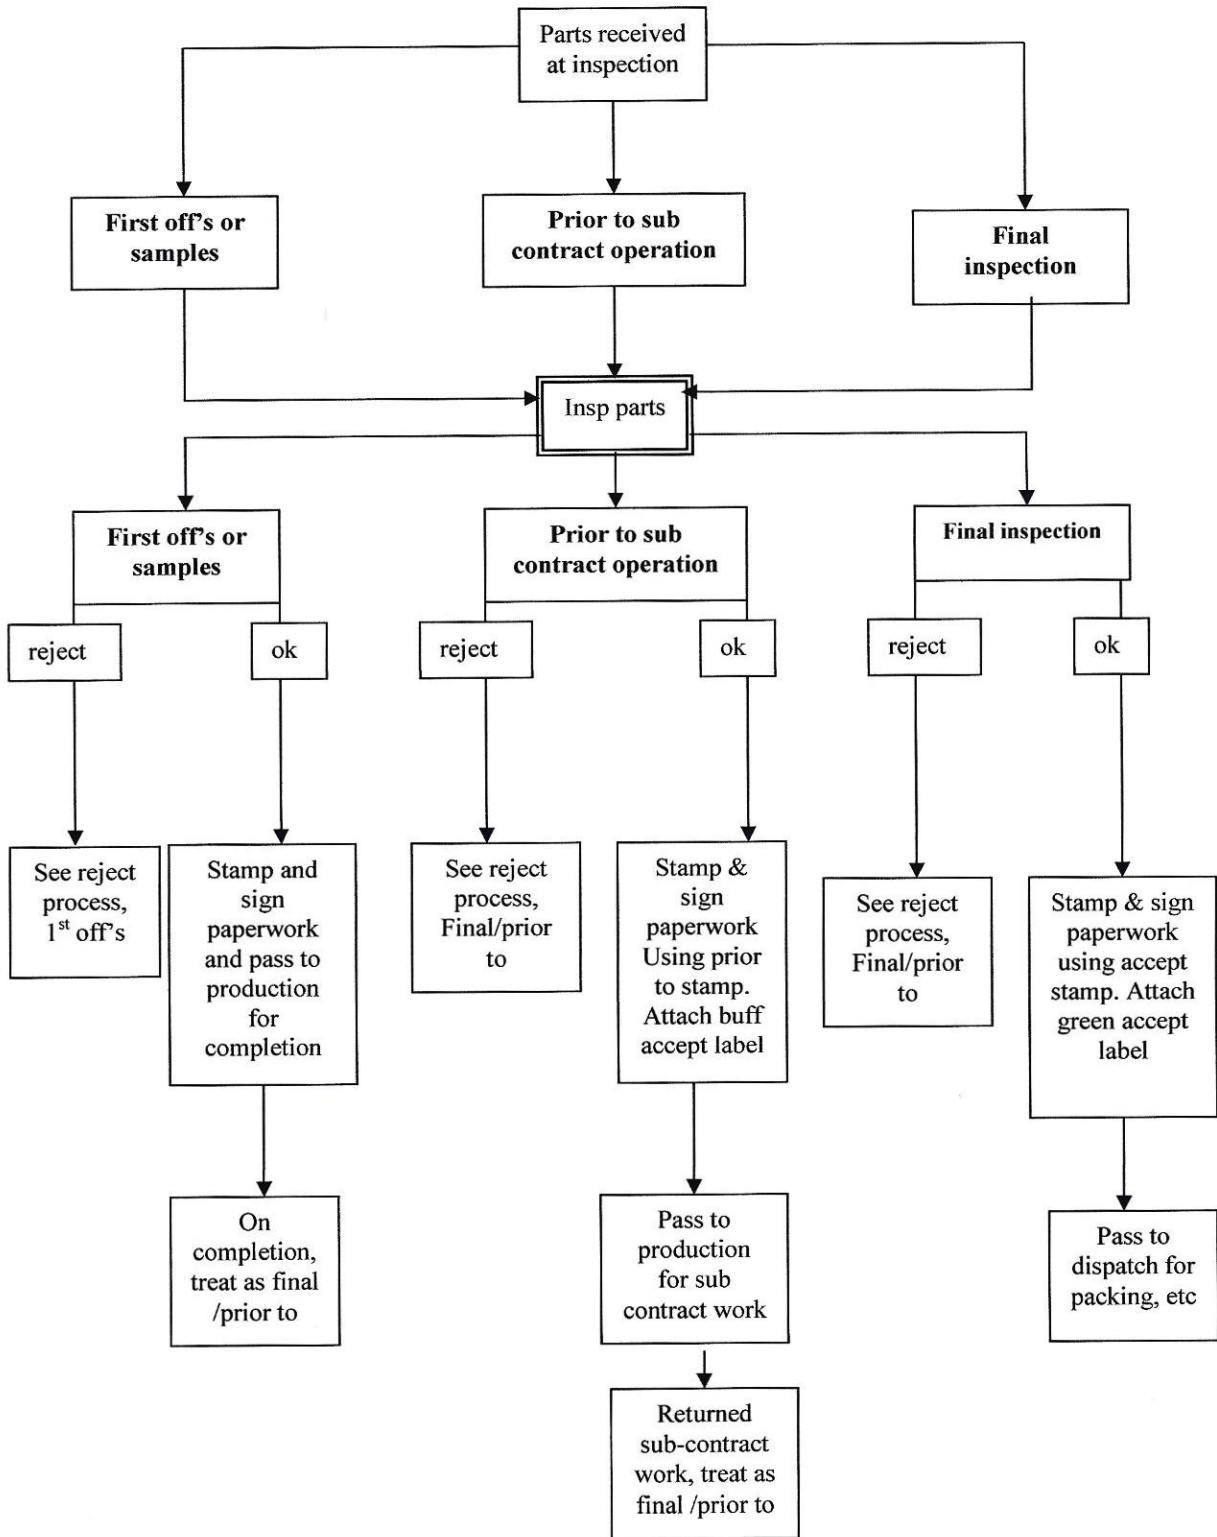 Parts received
at inspection
First off's or
samples
Prior to sub
contract operation
Final
inspection
Insp parts
First off's or
samples
Prior to sub
contract operation
Final inspection
reject
ok
reject
ok
reject
ok
See reject
process,
1st off's
Stamp and
sign
paperwork
and pass to
production
for
completion
See reject
process,
Final/prior
to
Stamp &
sign
paperwork
Using prior
to stamp.
Attach buff
accept label
See reject
process,
Final/prior
to
Stamp & sign
paperwork
using accept
stamp. Attach
green accept
label
On
completion,
treat as final
/prior to
Pass to
production
for sub
contract work
Pass to
dispatch for
packing, etc
Returned
sub-contract
work, treat as
final /prior to